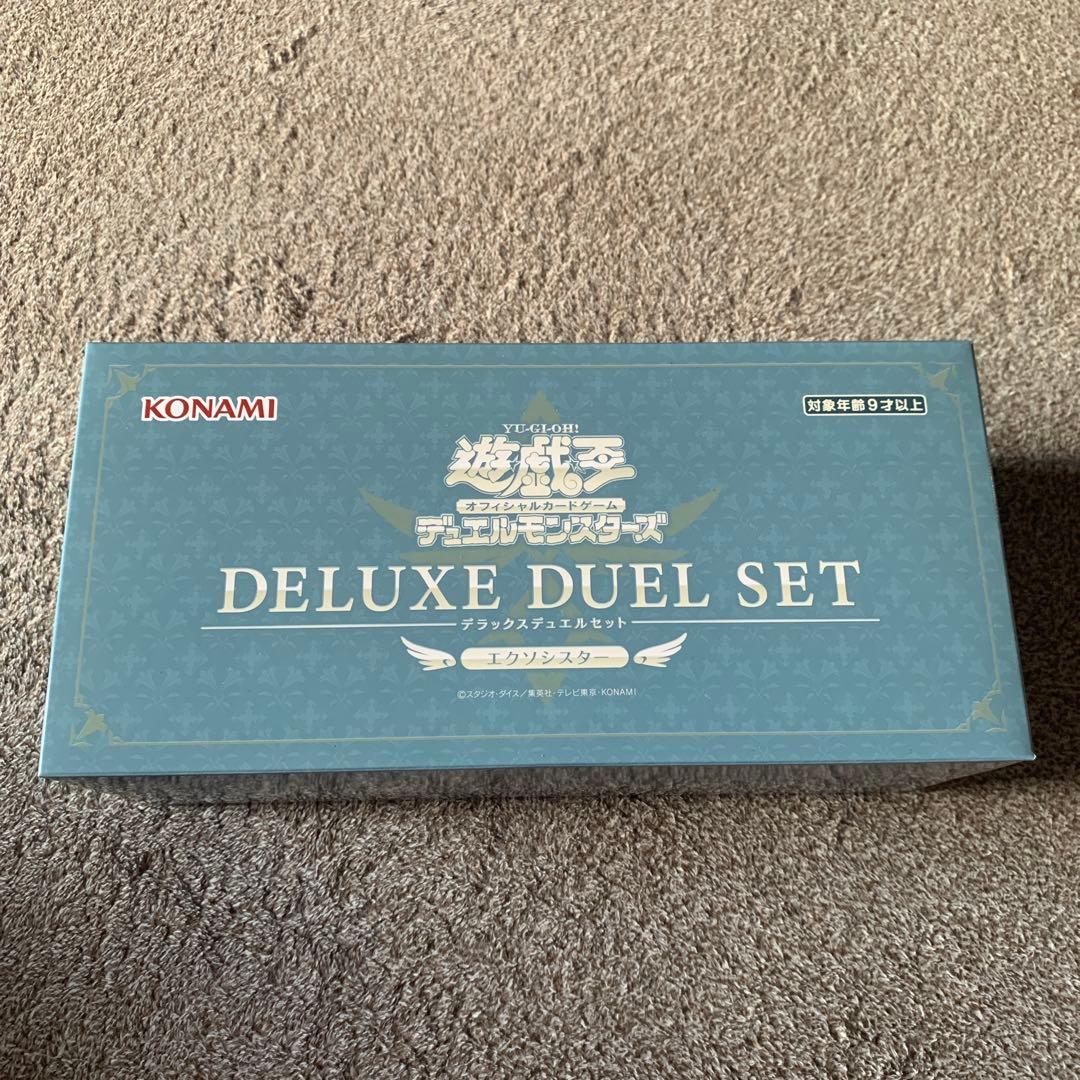 KONAMI
対象年齢9才以上
YU-GI-OH!
遊戯王
オフィシャルカードゲーム
デュエルモンスターズ
DELUXE DUEL SET
デラックスデュエルセット
エクソシスター
©スタジオ・ダイス／集英社・テレビ東京・KONAMI